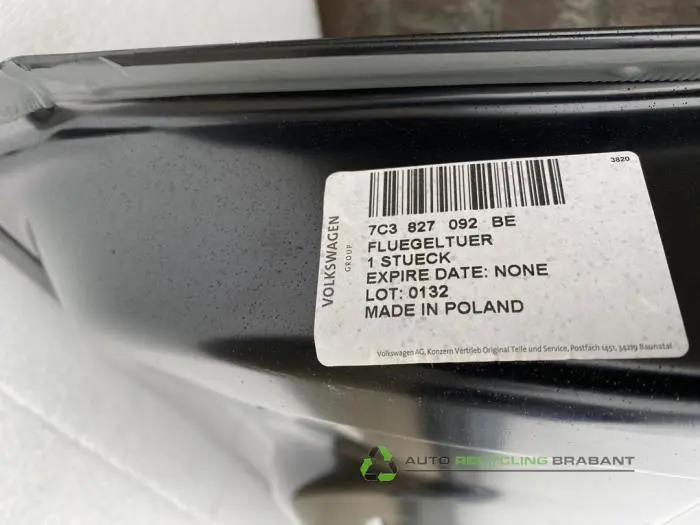 3820
7C3 827 092 BE
FLUEGELTUER
1 STUECK
EXPIRE DATE: NONE
LOT: 0132
MADE IN POLAND
VOLKSWAGEN
GROUP
Volkswagen AG, Konzern Vertrieb Original Teile und Service, Postfach 1451, 34219 Baunatal
AUTO RECYCLING BRABANT